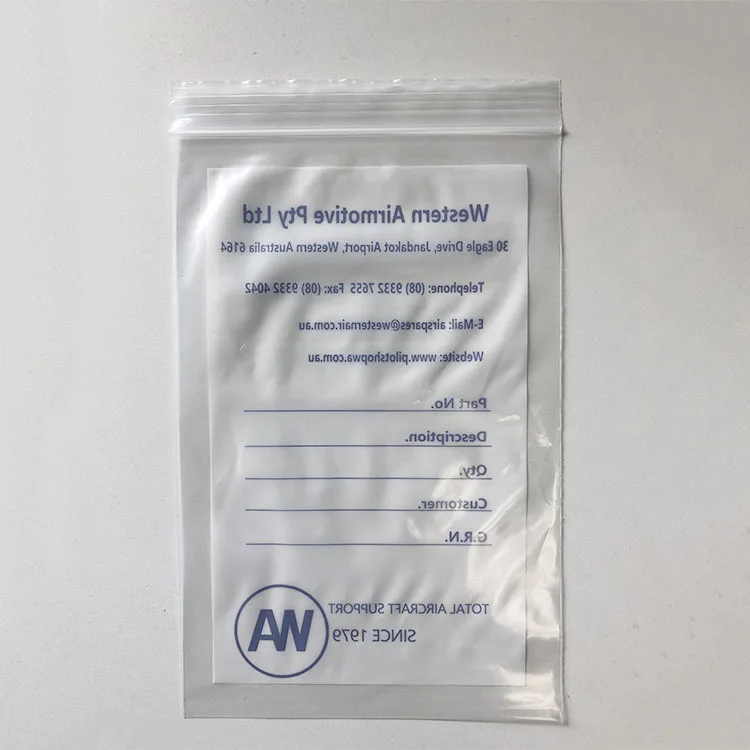 Western Airmotive Pty Ltd
30 Eagle Drive, Jandakot Airport, Western Australia 6164
Telephone: (08) 9332 7655 Fax: (08) 9332 4042
E-Mail: airspares@westernair.com.au
Website: www.pilotshopwa.com.au
Part No.
Description.
Qty.
Customer.
G.R.N.
TOTAL AIRCRAFT SUPPORT
SINCE 1979
WA